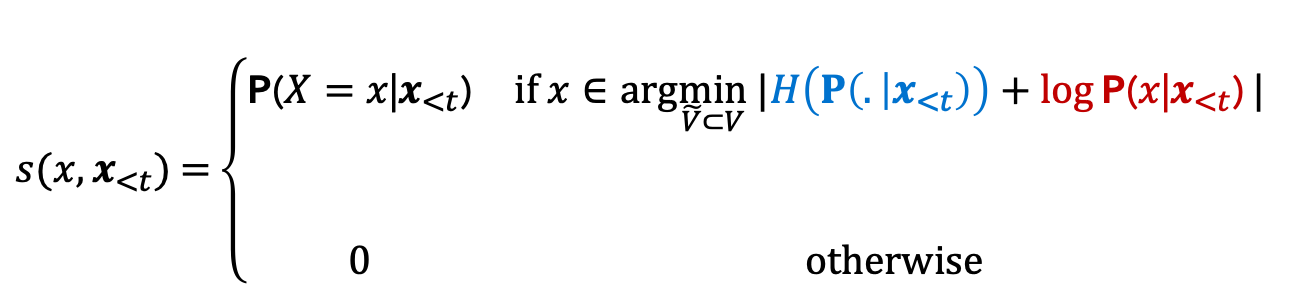 P(X = x|x<t) if x ∈ argmin |H(P(. |x<t)) + log P(x|x<t) |
Ṽ⊂V
s(x, x<t) =
0 otherwise